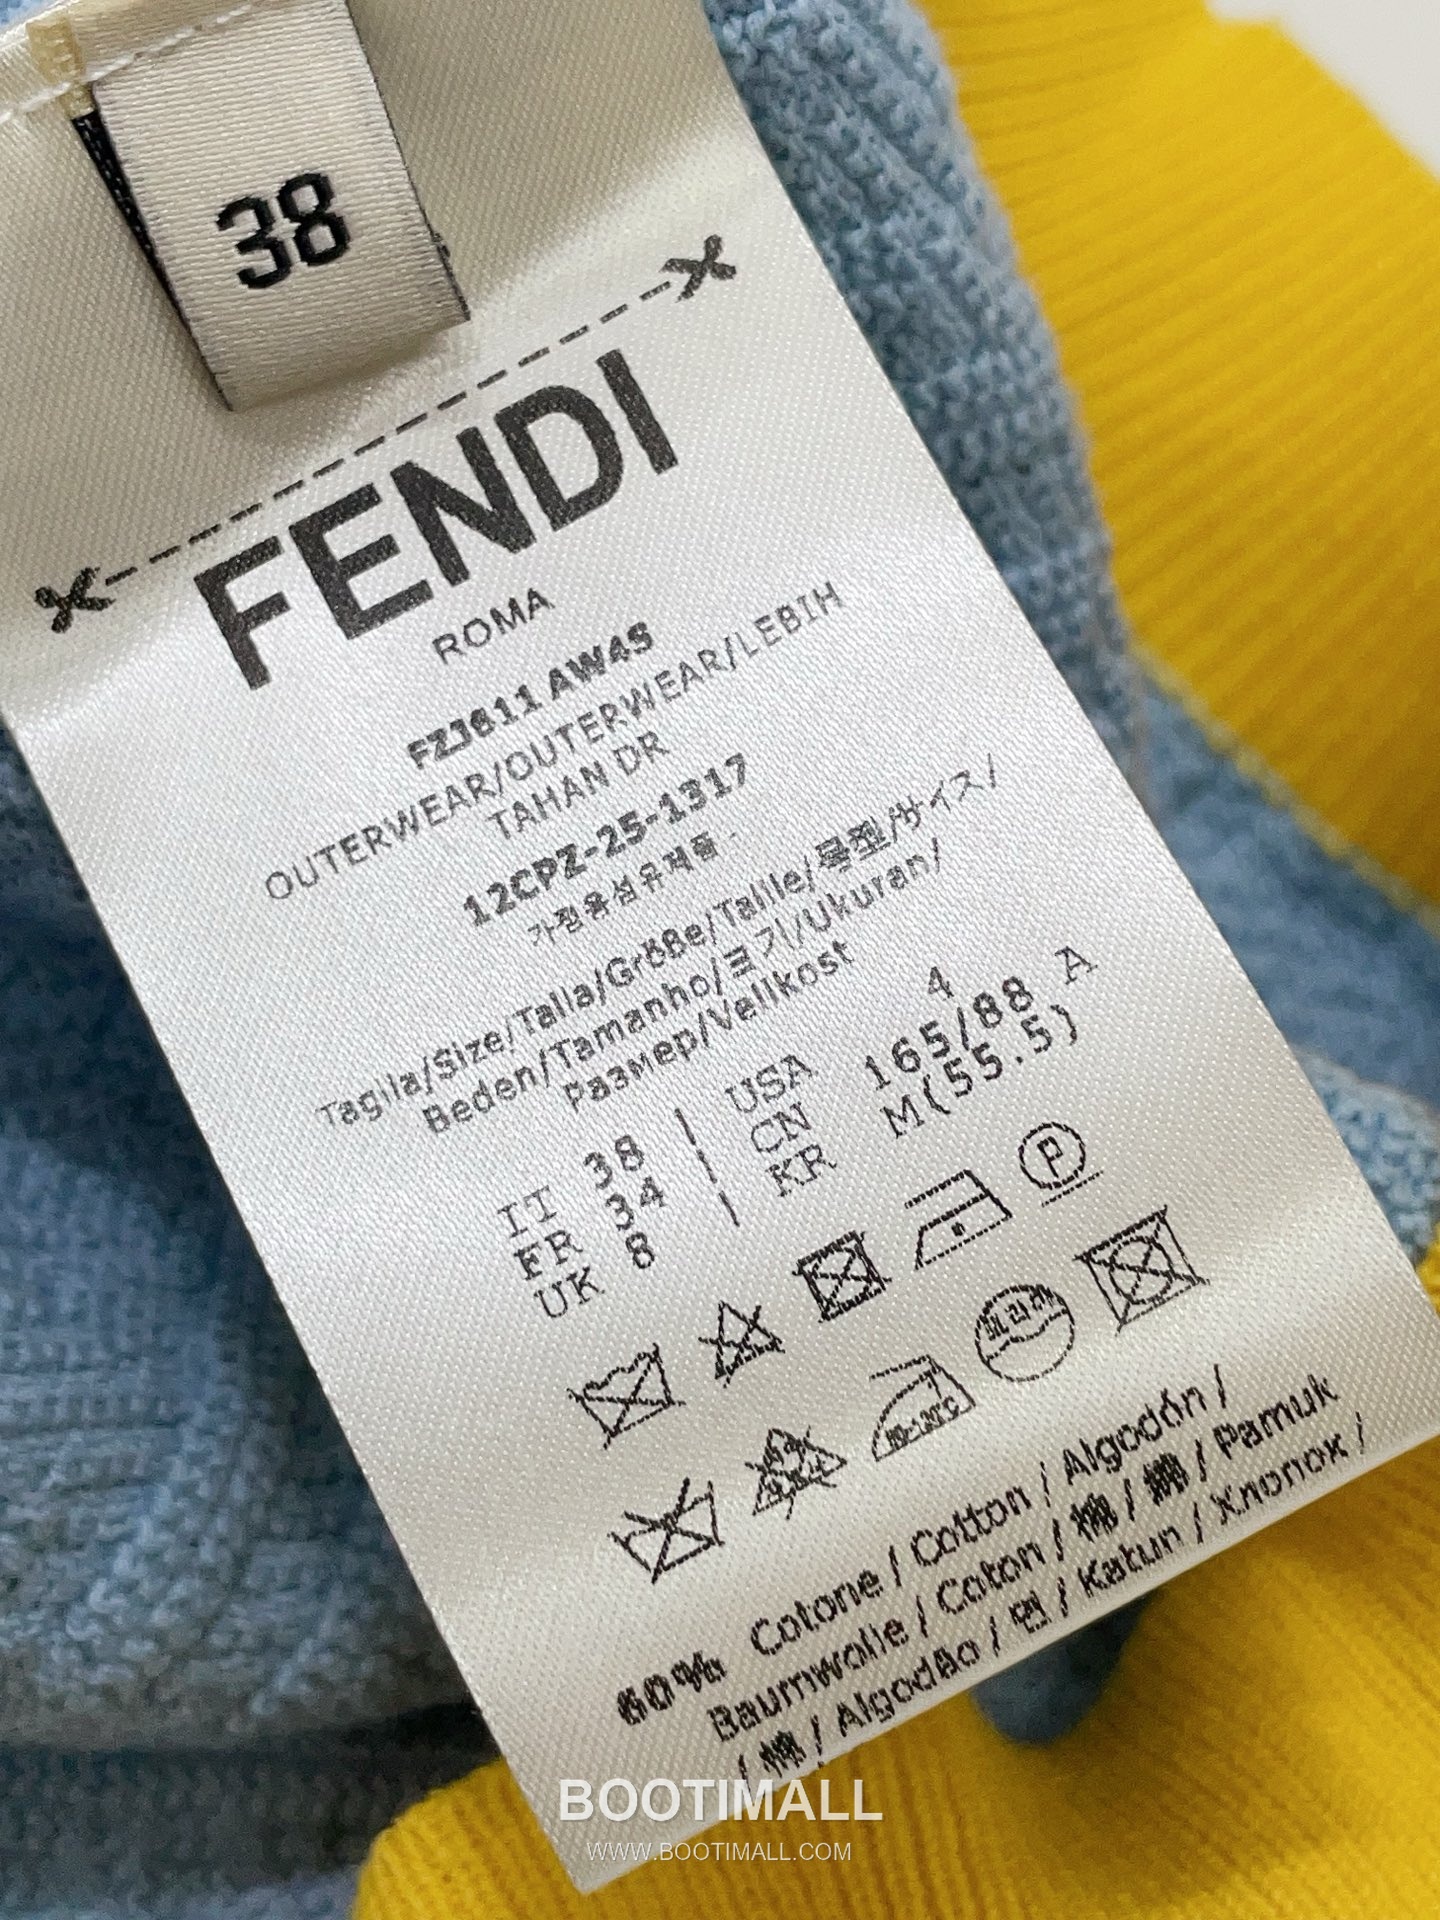 38
FENDI
ROMA
FZJ611 AW4S
OUTERWEAR/OUTERWEAR/LEBIH
TAHAN DR
12CPZ-25-1317
가정용섬유제품 -
Taglia/Size/Talla/Größe/Taille/号型/サイズ/
Beden/Tamanho/크기/Ukuran/
Размер/Velikost
IT 38
FR 34
UK 8
USA 4
CN 165/88 A
KR M(55.5)
P
60% Cotone / Cotton / Algodón /
Baumwolle / Coton / 棉 / 綿 / Pamuk
/ 棉 / Algodão / 면 / Katun / Хлопок /
BOOTIMALL
WWW.BOOTIMALL.COM